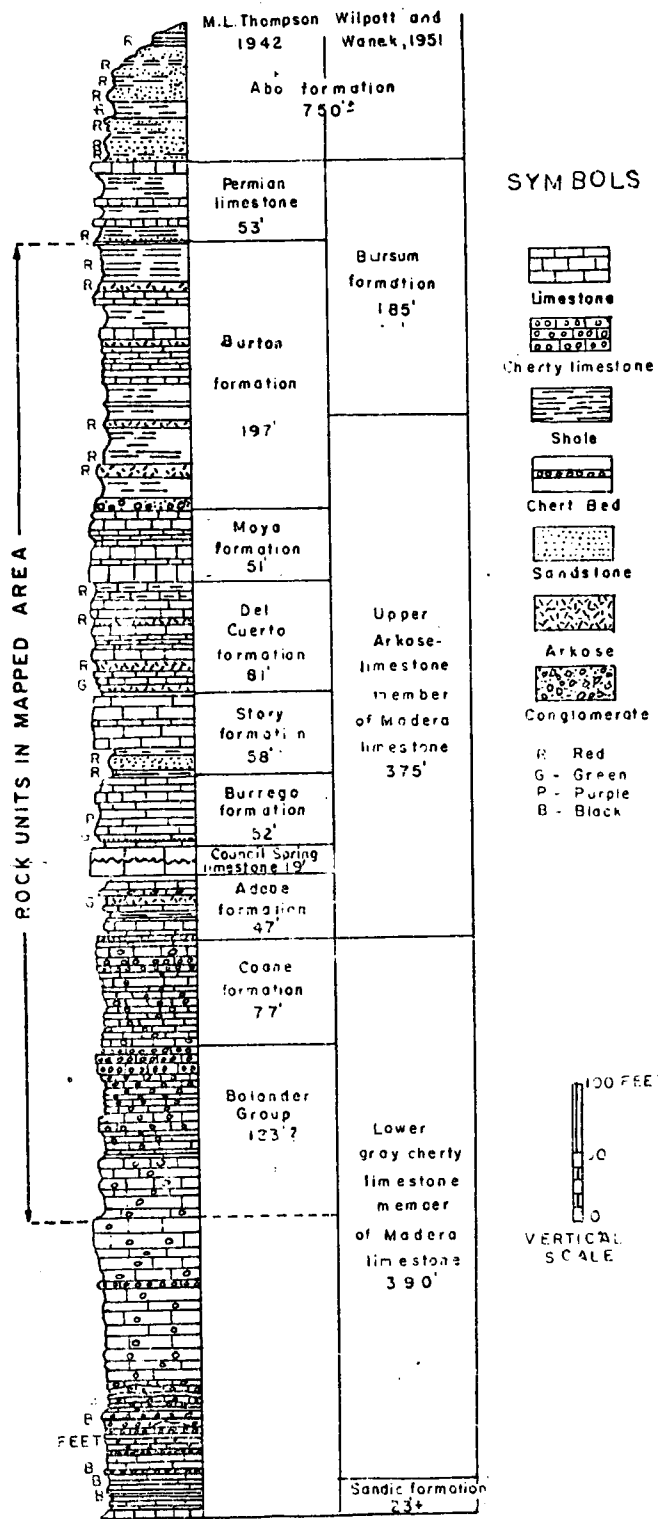 M.L. Thompson
1942
Wilpott and
Wanek, 1951
Abo formation
750'±
R
R
R
R
R
R
R
Permian
limestone
53'
R
Bursum
formation
185'
R
R
Burton
formation
197'
R
R
R
Moya
formation
51'
R
R
R
G
Del
Cuerto
formation
81'
Upper
Arkose-
limestone
member
of Madera
limestone
375'
Story
formation
58'
R
R
Burrego
formation
52'
P
Council Spring
limestone 19'
G
Adobe
formation
47'
Coane
formation
77'
Bolander
Group
123'?
Lower
gray cherty
limestone
member
of Madera
limestone
390'
B
FEET
B
B
B
Sandic formation
23+
ROCK UNITS IN MAPPED AREA
SYMBOLS
Limestone
Cherty limestone
Shale
Chert Bed
Sandstone
Arkose
Conglomerate
R Red
G - Green
P - Purple
B - Black
100 FEET
0
VERTICAL
SCALE